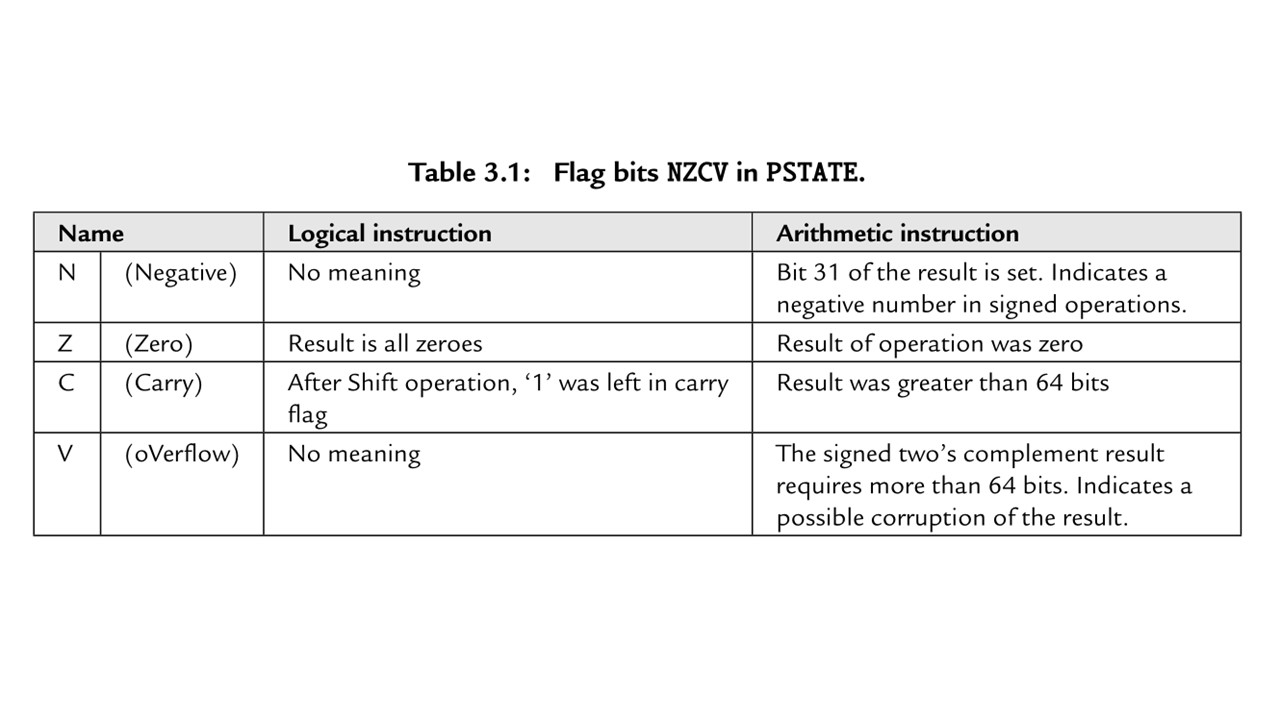 Table 3.1: Flag bits NZCV in PSTATE.
Name Logical instruction Arithmetic instruction
N (Negative) No meaning Bit 31 of the result is set. Indicates a
negative number in signed operations.
Z (Zero) Result is all zeroes Result of operation was zero
C (Carry) After Shift operation, ‘1’ was left in carry Result was greater than 64 bits
flag
V (oVerflow) No meaning The signed two’s complement result
requires more than 64 bits. Indicates a
possible corruption of the result.